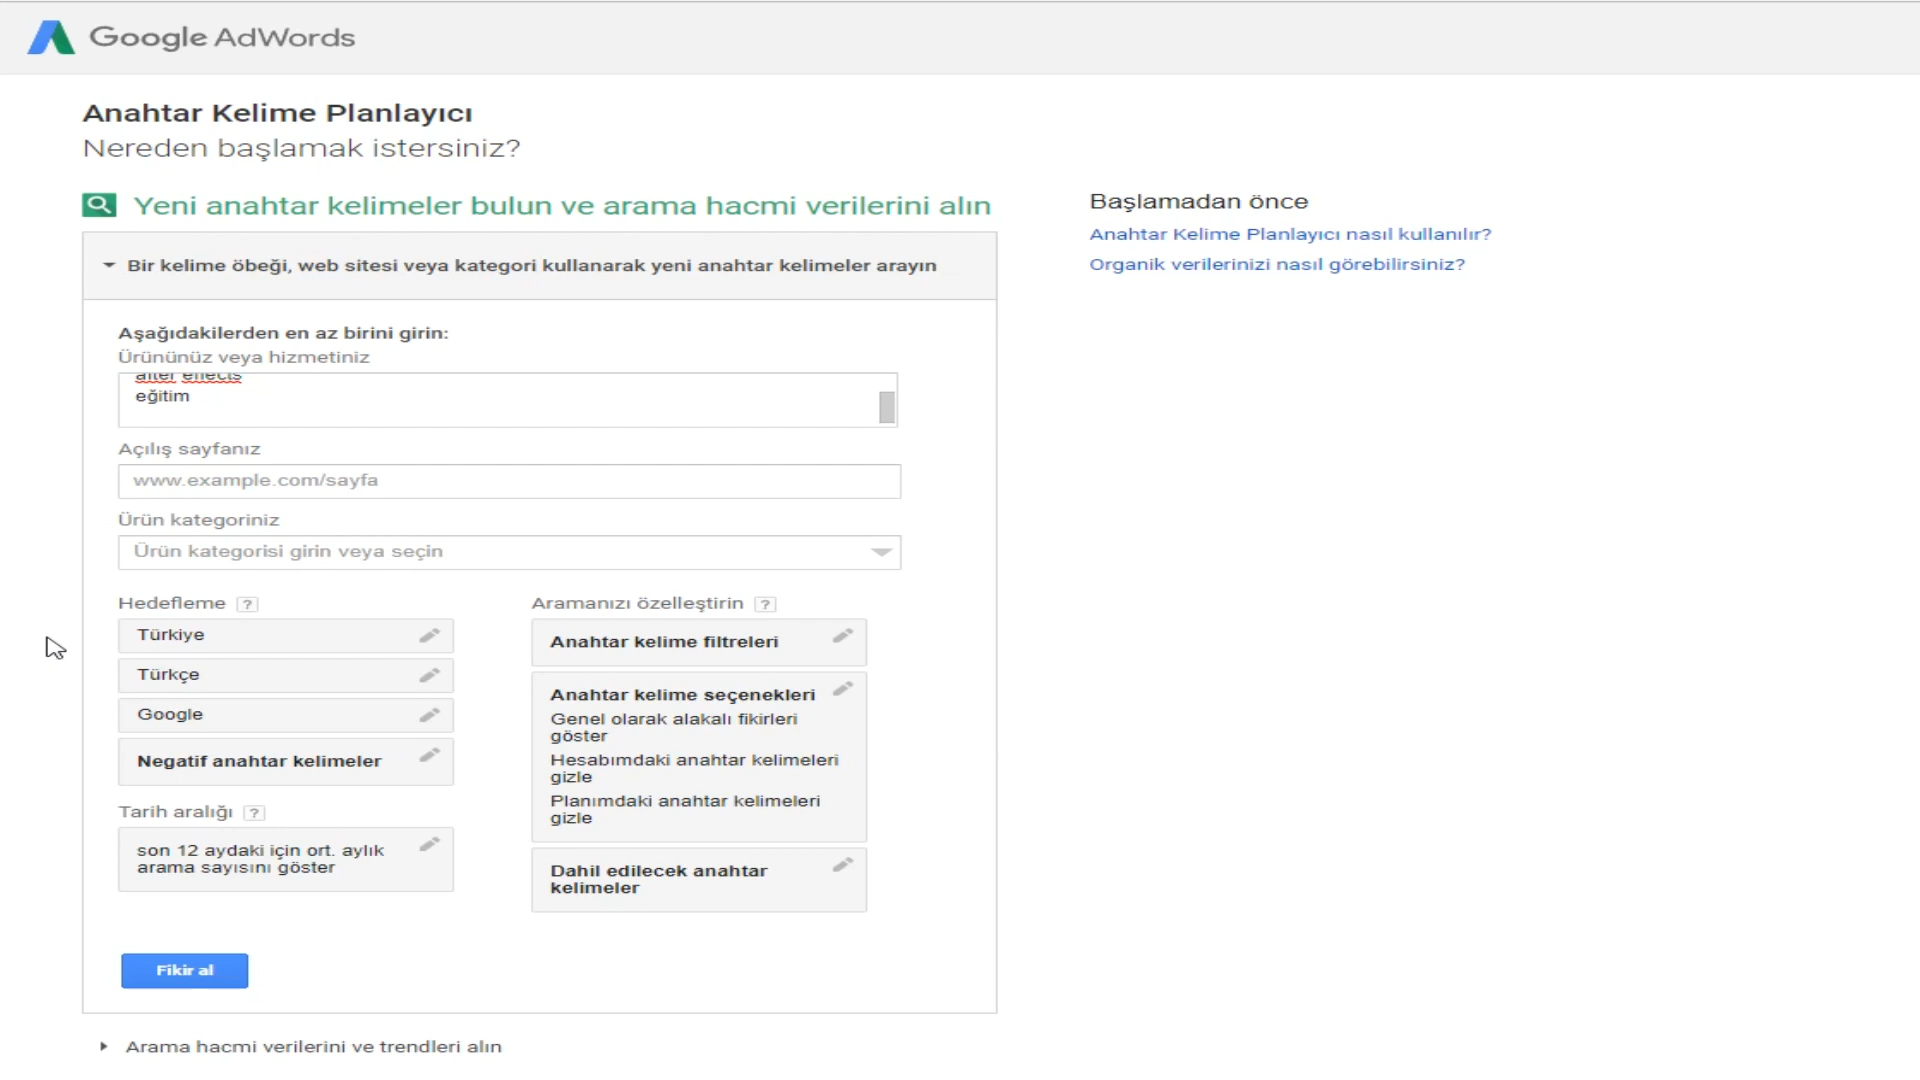 Google AdWords
Anahtar Kelime Planlayıcı
Nereden başlamak istersiniz?
Yeni anahtar kelimeler bulun ve arama hacmi verilerini alın
Bir kelime öbeği, web sitesi veya kategori kullanarak yeni anahtar kelimeler arayın
Aşağıdakilerden en az birini girin:
Ürününüz veya hizmetiniz
after effects
eğitim
Açılış sayfanız
www.example.com/sayfa
Ürün kategoriniz
Ürün kategorisi girin veya seçin
Hedefleme ?
Türkiye
Türkçe
Google
Negatif anahtar kelimeler
Tarih aralığı ?
son 12 aydaki için ort. aylık
arama sayısını göster
Aramanızı özelleştirin ?
Anahtar kelime filtreleri
Anahtar kelime seçenekleri
Genel olarak alakalı fikirleri
göster
Hesabımdaki anahtar kelimeleri
gizle
Planımdaki anahtar kelimeleri
gizle
Dahil edilecek anahtar
kelimeler
Fikir al
Arama hacmi verilerini ve trendleri alın
Başlamadan önce
Anahtar Kelime Planlayıcı nasıl kullanılır?
Organik verilerinizi nasıl görebilirsiniz?